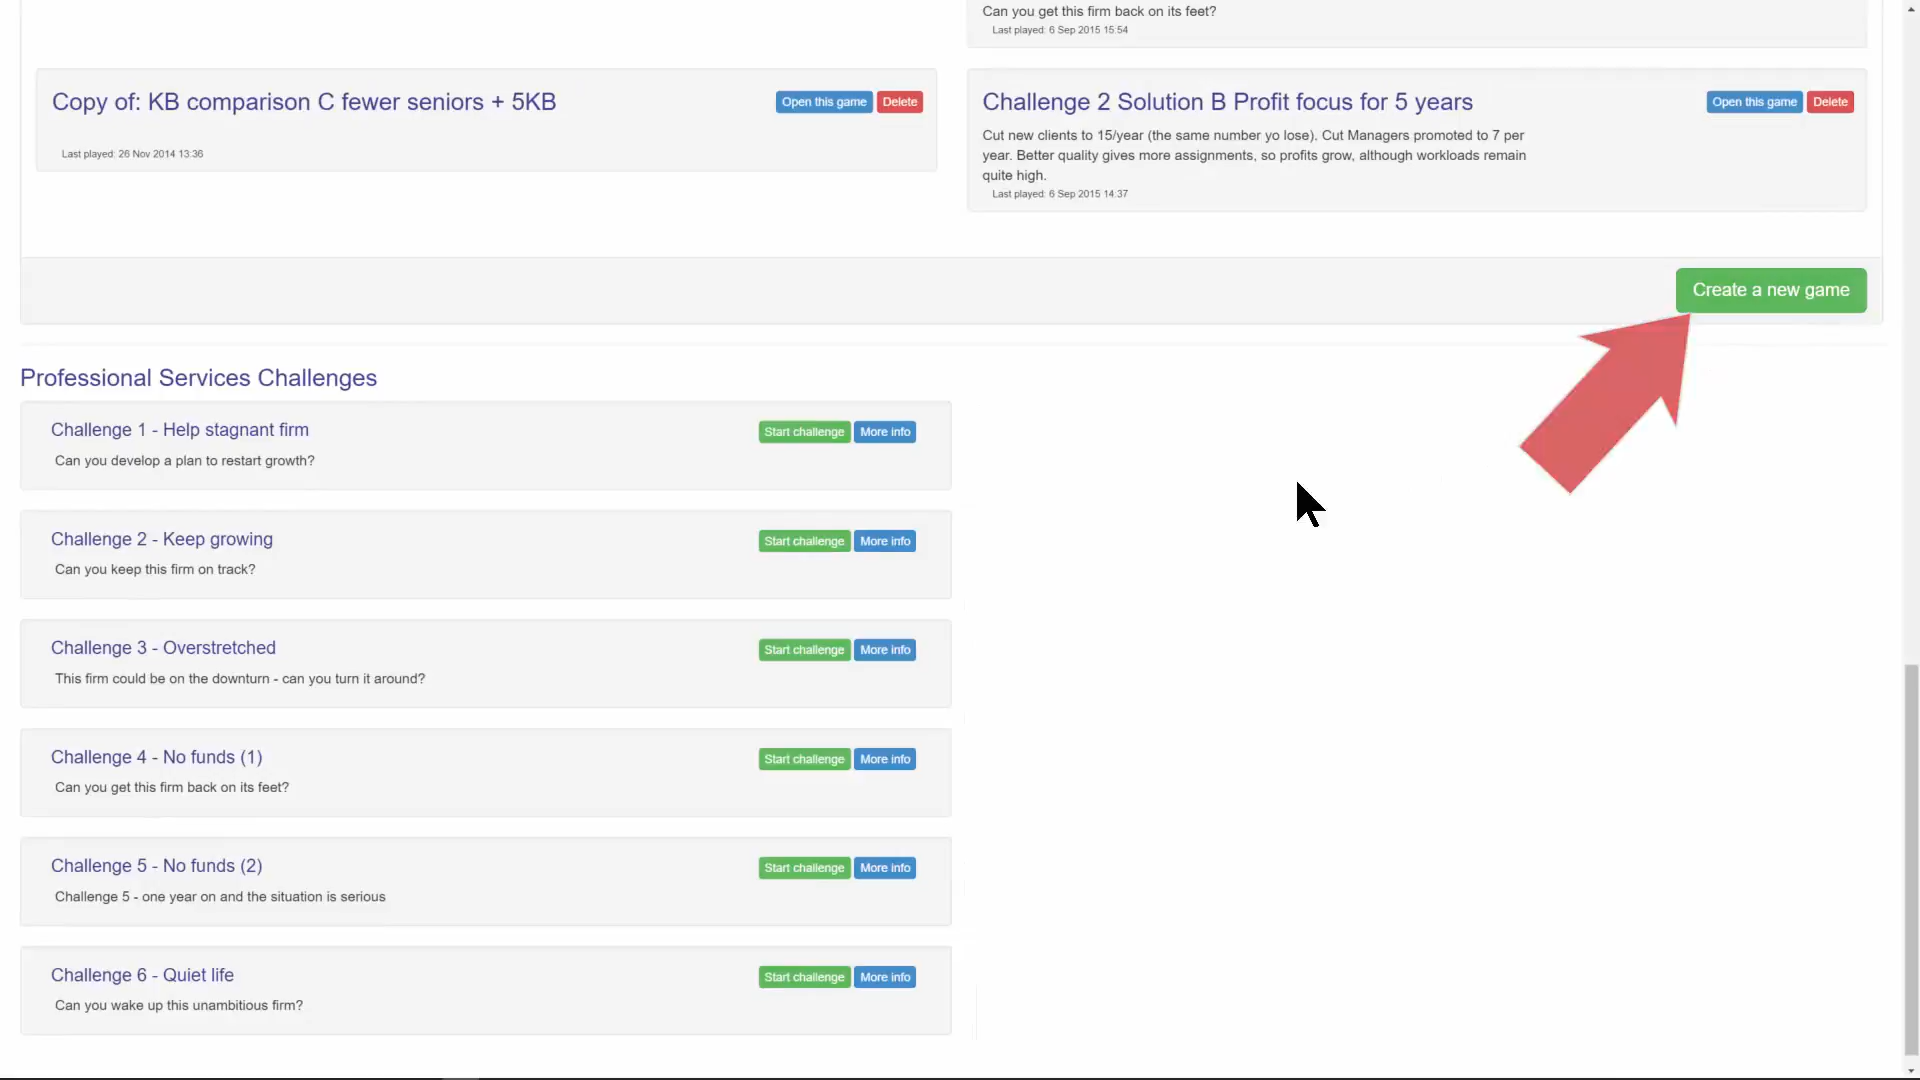 Can you get this firm back on its feet?
Last played: 6 Sep 2015 15:54
Copy of: KB comparison C fewer seniors + 5KB
Open this game
Delete
Last played: 26 Nov 2014 13:36
Challenge 2 Solution B Profit focus for 5 years
Open this game
Delete
Cut new clients to 15/year (the same number yo lose). Cut Managers promoted to 7 per
year. Better quality gives more assignments, so profits grow, although workloads remain
quite high.
Last played: 6 Sep 2015 14:37
Create a new game
Professional Services Challenges
Challenge 1 - Help stagnant firm
Start challenge
More info
Can you develop a plan to restart growth?
Challenge 2 - Keep growing
Start challenge
More info
Can you keep this firm on track?
Challenge 3 - Overstretched
Start challenge
More info
This firm could be on the downturn - can you turn it around?
Challenge 4 - No funds (1)
Start challenge
More info
Can you get this firm back on its feet?
Challenge 5 - No funds (2)
Start challenge
More info
Challenge 5 - one year on and the situation is serious
Challenge 6 - Quiet life
Start challenge
More info
Can you wake up this unambitious firm?